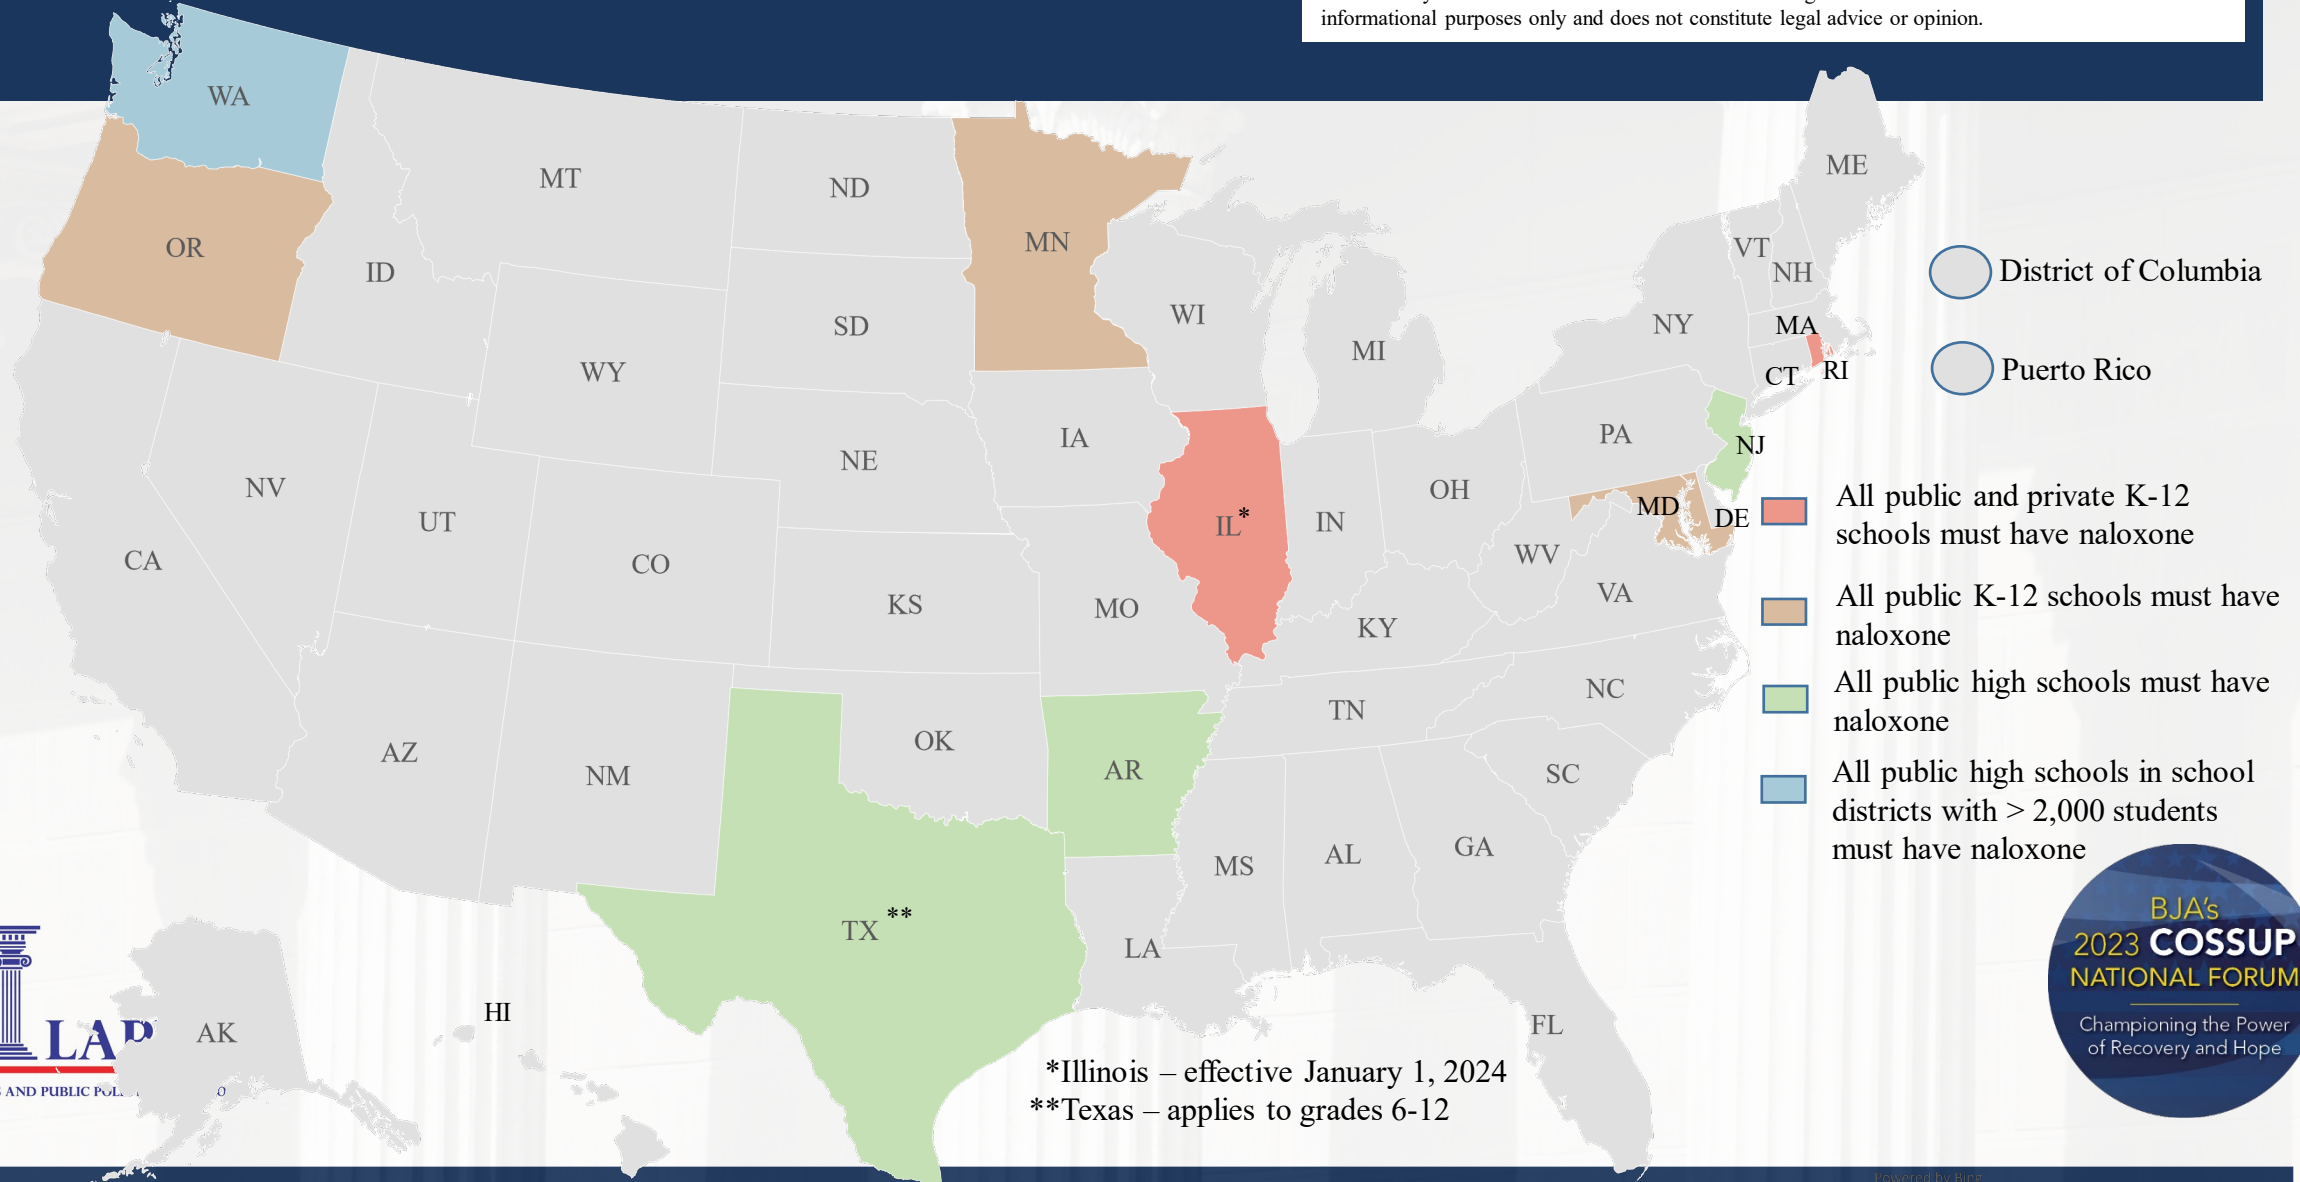 informational purposes only and does not constitute legal advice or opinion.
WA
MT
ND
MN
ME
OR
ID
SD
WI
VT
NH
District of Columbia
WY
MI
NY
MA
CT
RI
Puerto Rico
NV
UT
NE
IA
PA
NJ
CA
CO
KS
MO
IL*
IN
OH
WV
MD
DE
VA
KY
All public and private K-12
schools must have naloxone
All public K-12 schools must have
naloxone
All public high schools must have
naloxone
All public high schools in school
districts with > 2,000 students
must have naloxone
AZ
NM
OK
AR
TN
NC
SC
TX **
LA
MS
AL
GA
FL
AK
HI
LAP
AND PUBLIC
*Illinois – effective January 1, 2024
**Texas – applies to grades 6-12
BJA's
2023 COSSUP
NATIONAL FORUM
Championing the Power
of Recovery and Hope
Powered by Bing